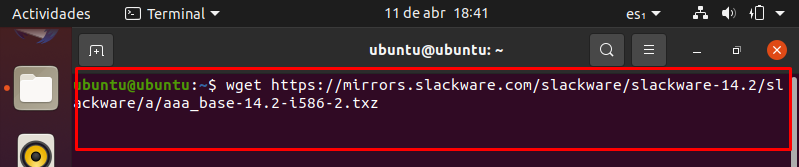 Actividades Terminal 11 de abr 18:41 es₁
ubuntu@ubuntu: ~
ubuntu@ubuntu:~$ wget https://mirrors.slackware.com/slackware/slackware-14.2/sl
ackware/a/aaa_base-14.2-i586-2.txz